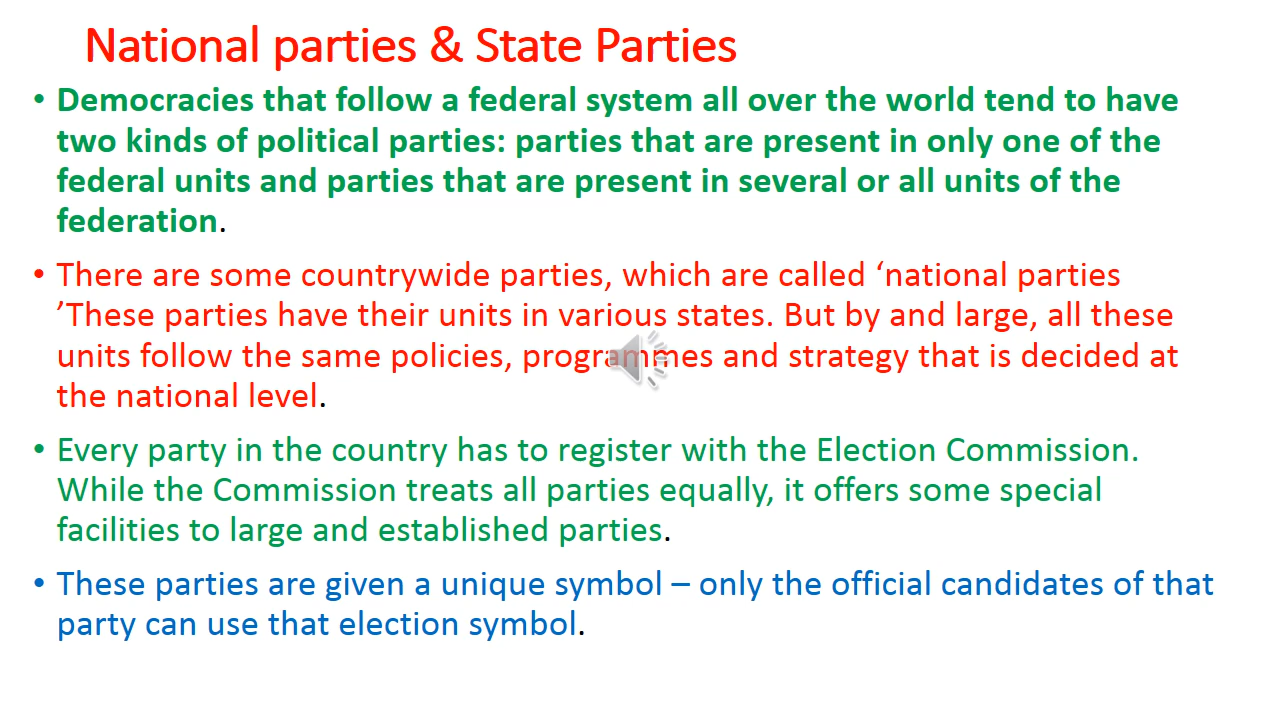 National parties & State Parties
• Democracies that follow a federal system all over the world tend to have
two kinds of political parties: parties that are present in only one of the
federal units and parties that are present in several or all units of the
federation.
• There are some countrywide parties, which are called ‘national parties
’These parties have their units in various states. But by and large, all these
units follow the same policies, programmes and strategy that is decided at
the national level.
• Every party in the country has to register with the Election Commission.
While the Commission treats all parties equally, it offers some special
facilities to large and established parties.
• These parties are given a unique symbol – only the official candidates of that
party can use that election symbol.